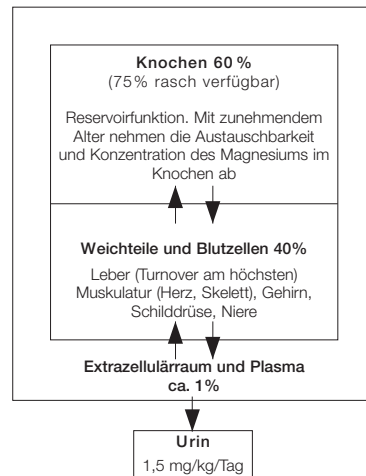 Knochen 60 %
(75 % rasch verfügbar)
Reservoirfunktion. Mit zunehmendem
Alter nehmen die Austauschbarkeit
und Konzentration des Magnesiums im
Knochen ab
Weichteile und Blutzellen 40%
Leber (Turnover am höchsten)
Muskulatur (Herz, Skelett), Gehirn,
Schilddrüse, Niere
Extrazellulärraum und Plasma
ca. 1%
Urin
1,5 mg/kg/Tag